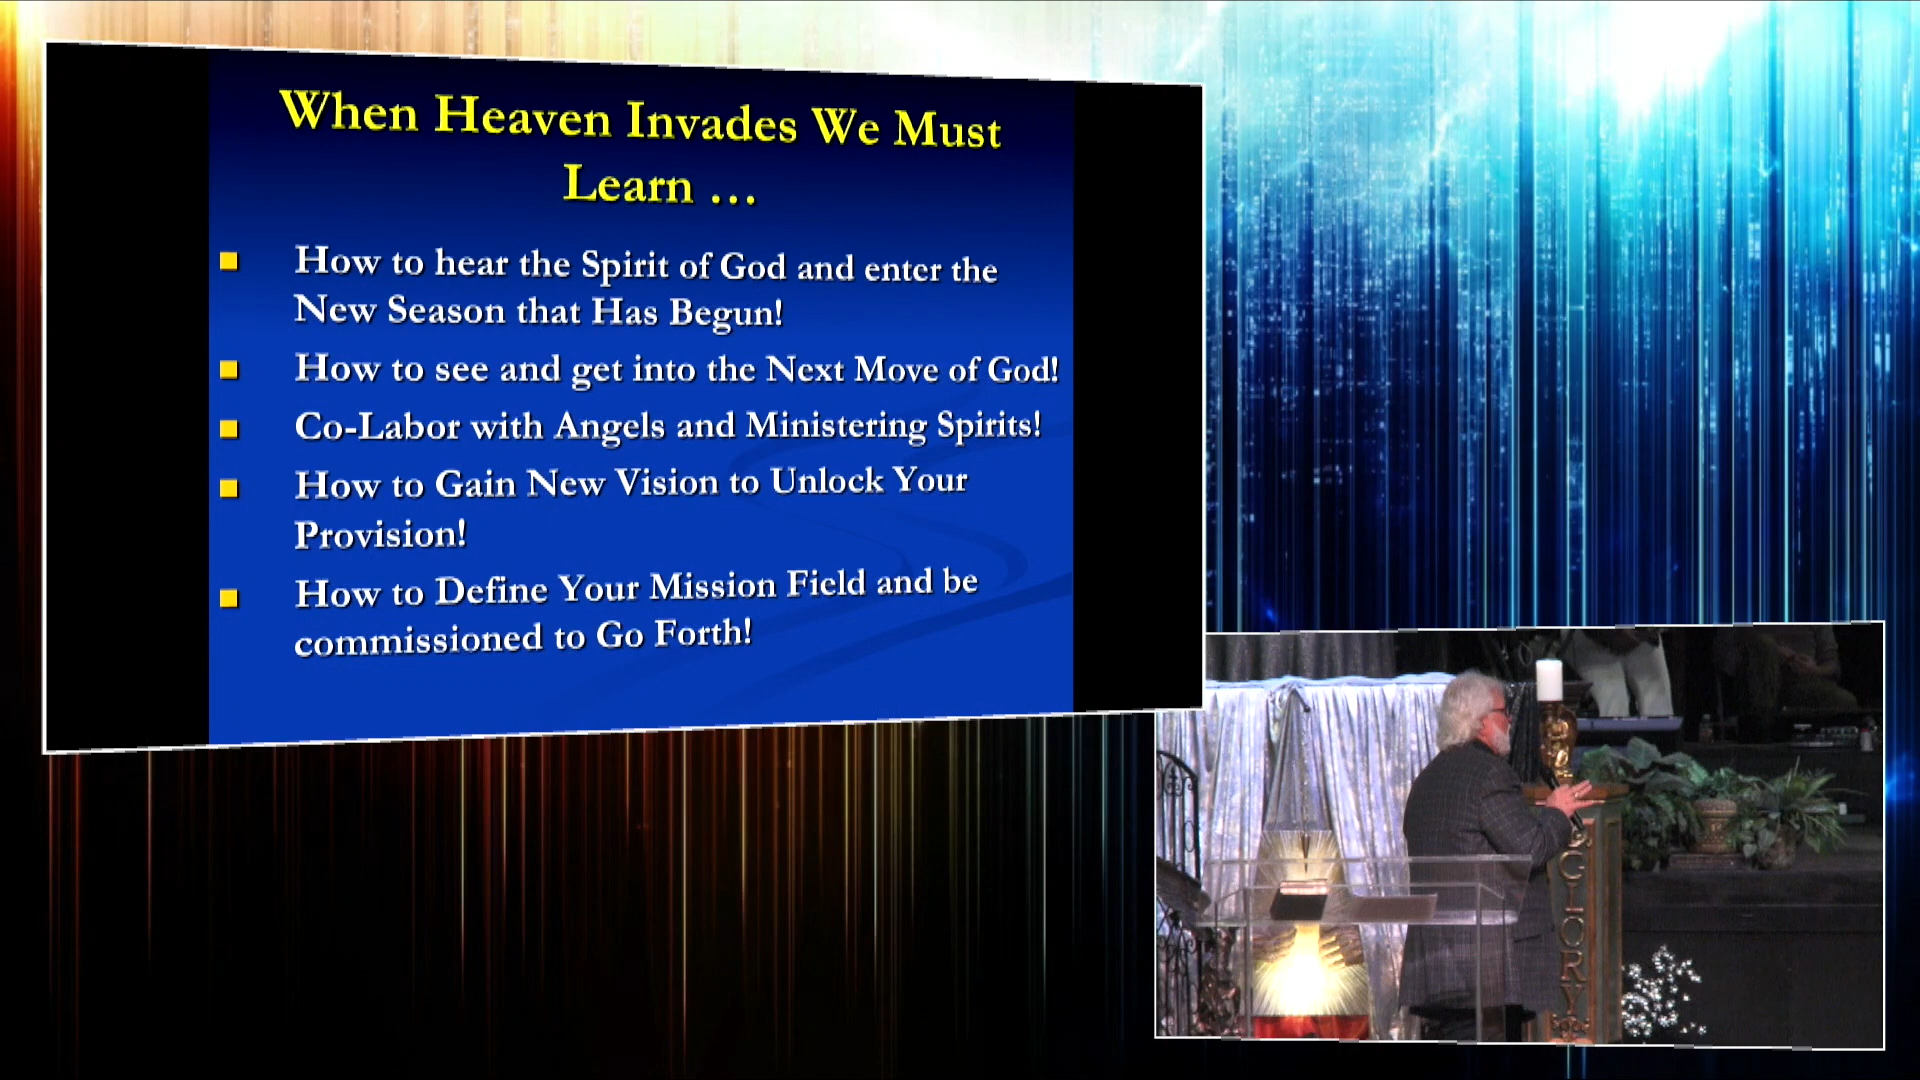 When Heaven Invades We Must
Learn ...
How to hear the Spirit of God and enter the
New Season that Has Begun!
How to see and get into the Next Move of God!
Co-Labor with Angels and Ministering Spirits!
How to Gain New Vision to Unlock Your
Provision!
How to Define Your Mission Field and be
commissioned to Go Forth!
GLORY